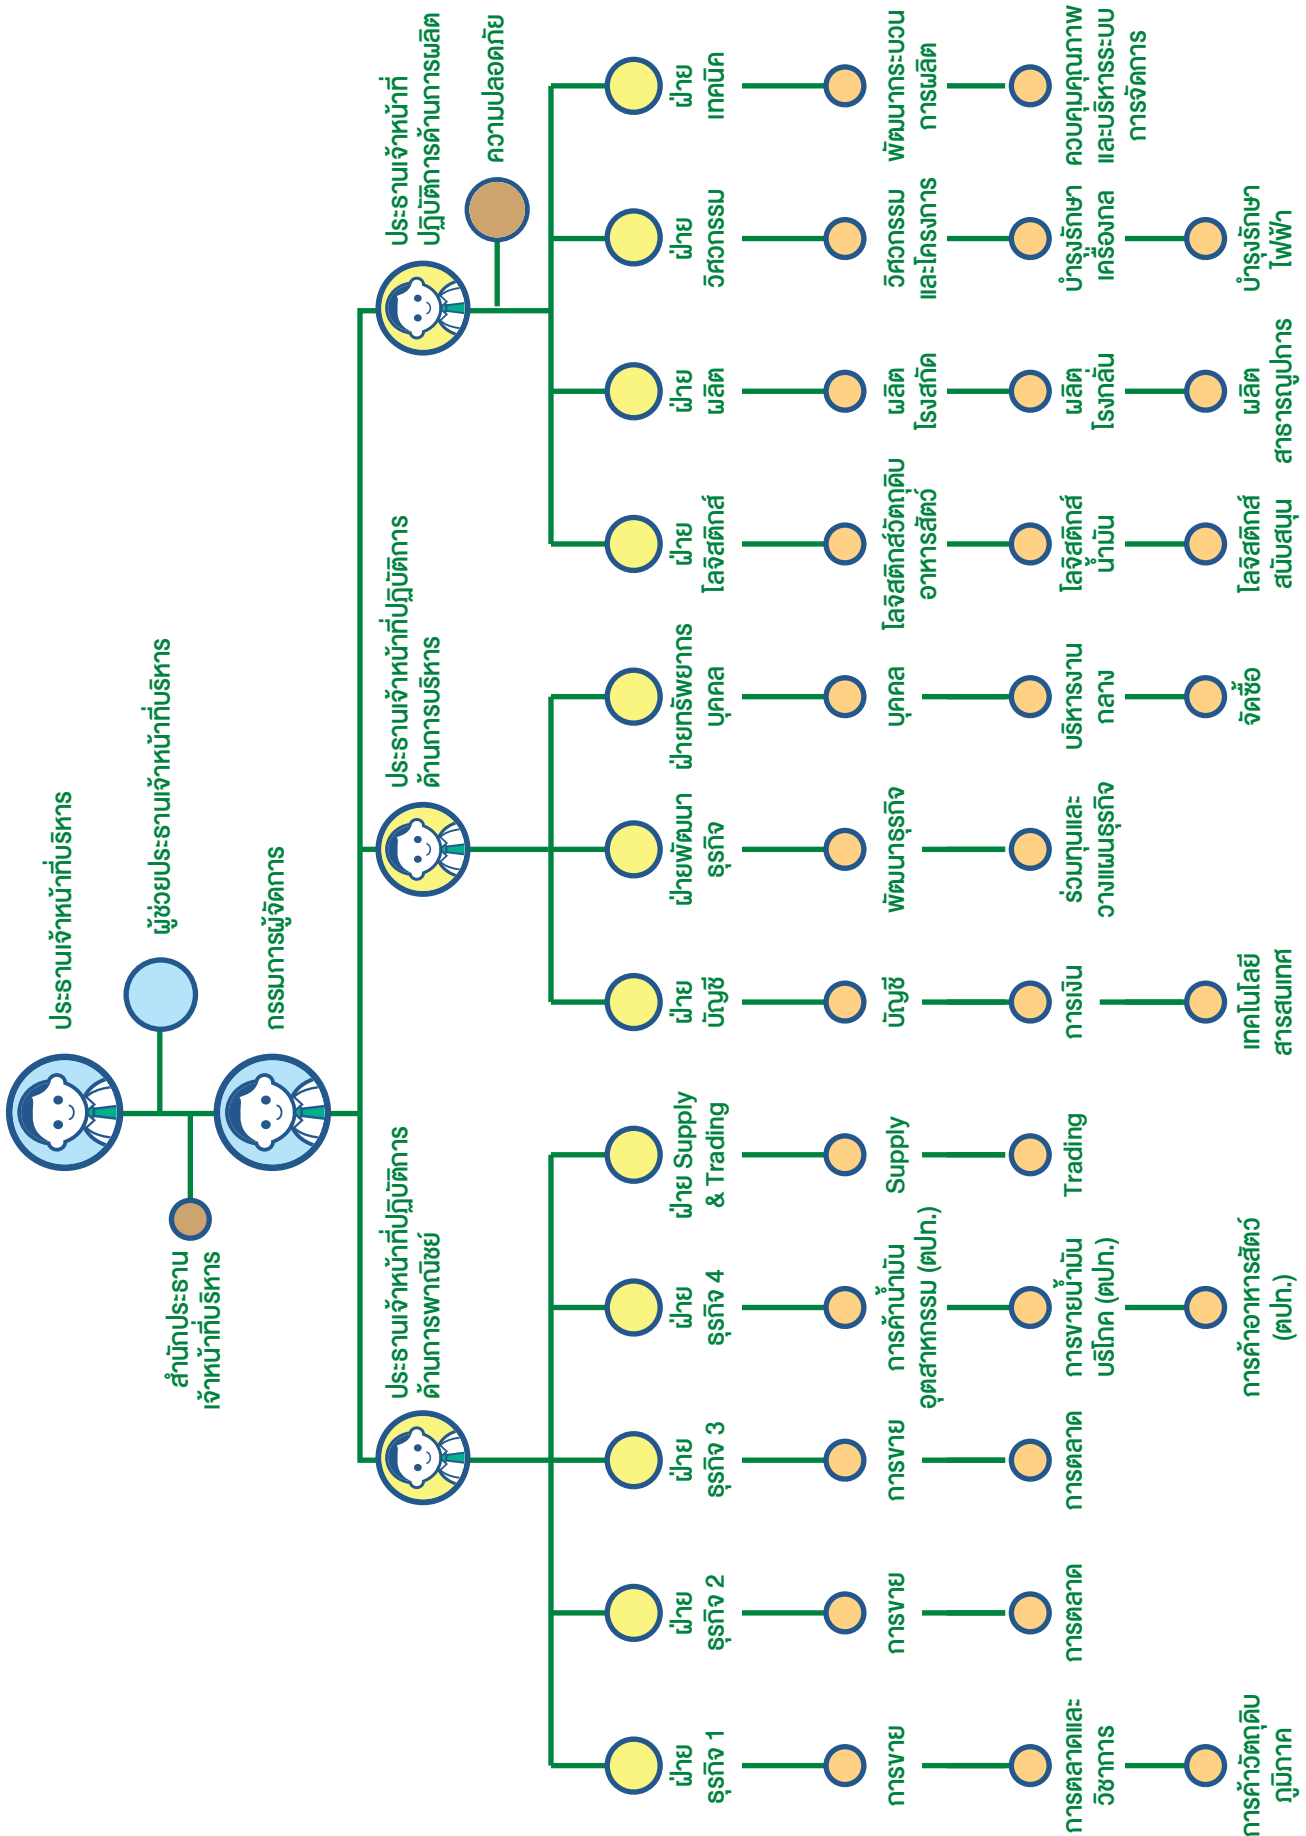 ประธานเจ้าหน้าที่บริหาร
ผู้ช่วยประธานเจ้าหน้าที่บริหาร
สำนักประธาน
เจ้าหน้าที่บริหาร
กรรมการผู้จัดการ
ประธานเจ้าหน้าที่ปฏิบัติการ
ด้านการพาณิชย์
ประธานเจ้าหน้าที่ปฏิบัติการ
ด้านการบริหาร
ประธานเจ้าหน้าที่
ปฏิบัติการด้านการผลิต
ความปลอดภัย
ฝ่าย
ธุรกิจ 1
การขาย
การตลาดและ
วิชาการ
การค้าวัตถุดิบ
ภูมิภาค
ฝ่าย
ธุรกิจ 2
การขาย
การตลาด
ฝ่าย
ธุรกิจ 3
การขาย
การตลาด
ฝ่าย
ธุรกิจ 4
การค้าน้ำมัน
อุตสาหกรรม (ตปท.)
การขายน้ำมัน
บริโภค (ตปท.)
การค้าอาหารสัตว์
(ตปท.)
ฝ่าย Supply
& Trading
Supply
Trading
ฝ่าย
บัญชี
บัญชี
การเงิน
เทคโนโลยี
สารสนเทศ
ฝ่ายพัฒนา
ธุรกิจ
พัฒนาธุรกิจ
ร่วมทุนและ
วางแผนธุรกิจ
ฝ่ายทรัพยากร
บุคคล
บุคคล
บริหารงาน
กลาง
จัดซื้อ
ฝ่าย
โลจิสติกส์
โลจิสติกส์วัตถุดิบ
อาหารสัตว์
โลจิสติกส์
น้ำมัน
โลจิสติกส์
สนับสนุน
ฝ่าย
ผลิต
ผลิต
โรงสกัด
ผลิต
โรงกลั่น
ผลิต
สาธารณูปการ
ฝ่าย
วิศวกรรม
วิศวกรรม
และโครงการ
บำรุงรักษา
เครื่องกล
บำรุงรักษา
ไฟฟ้า
ฝ่าย
เทคนิค
พัฒนากระบวน
การผลิต
ควบคุมคุณภาพ
และบริหารระบบ
การจัดการ